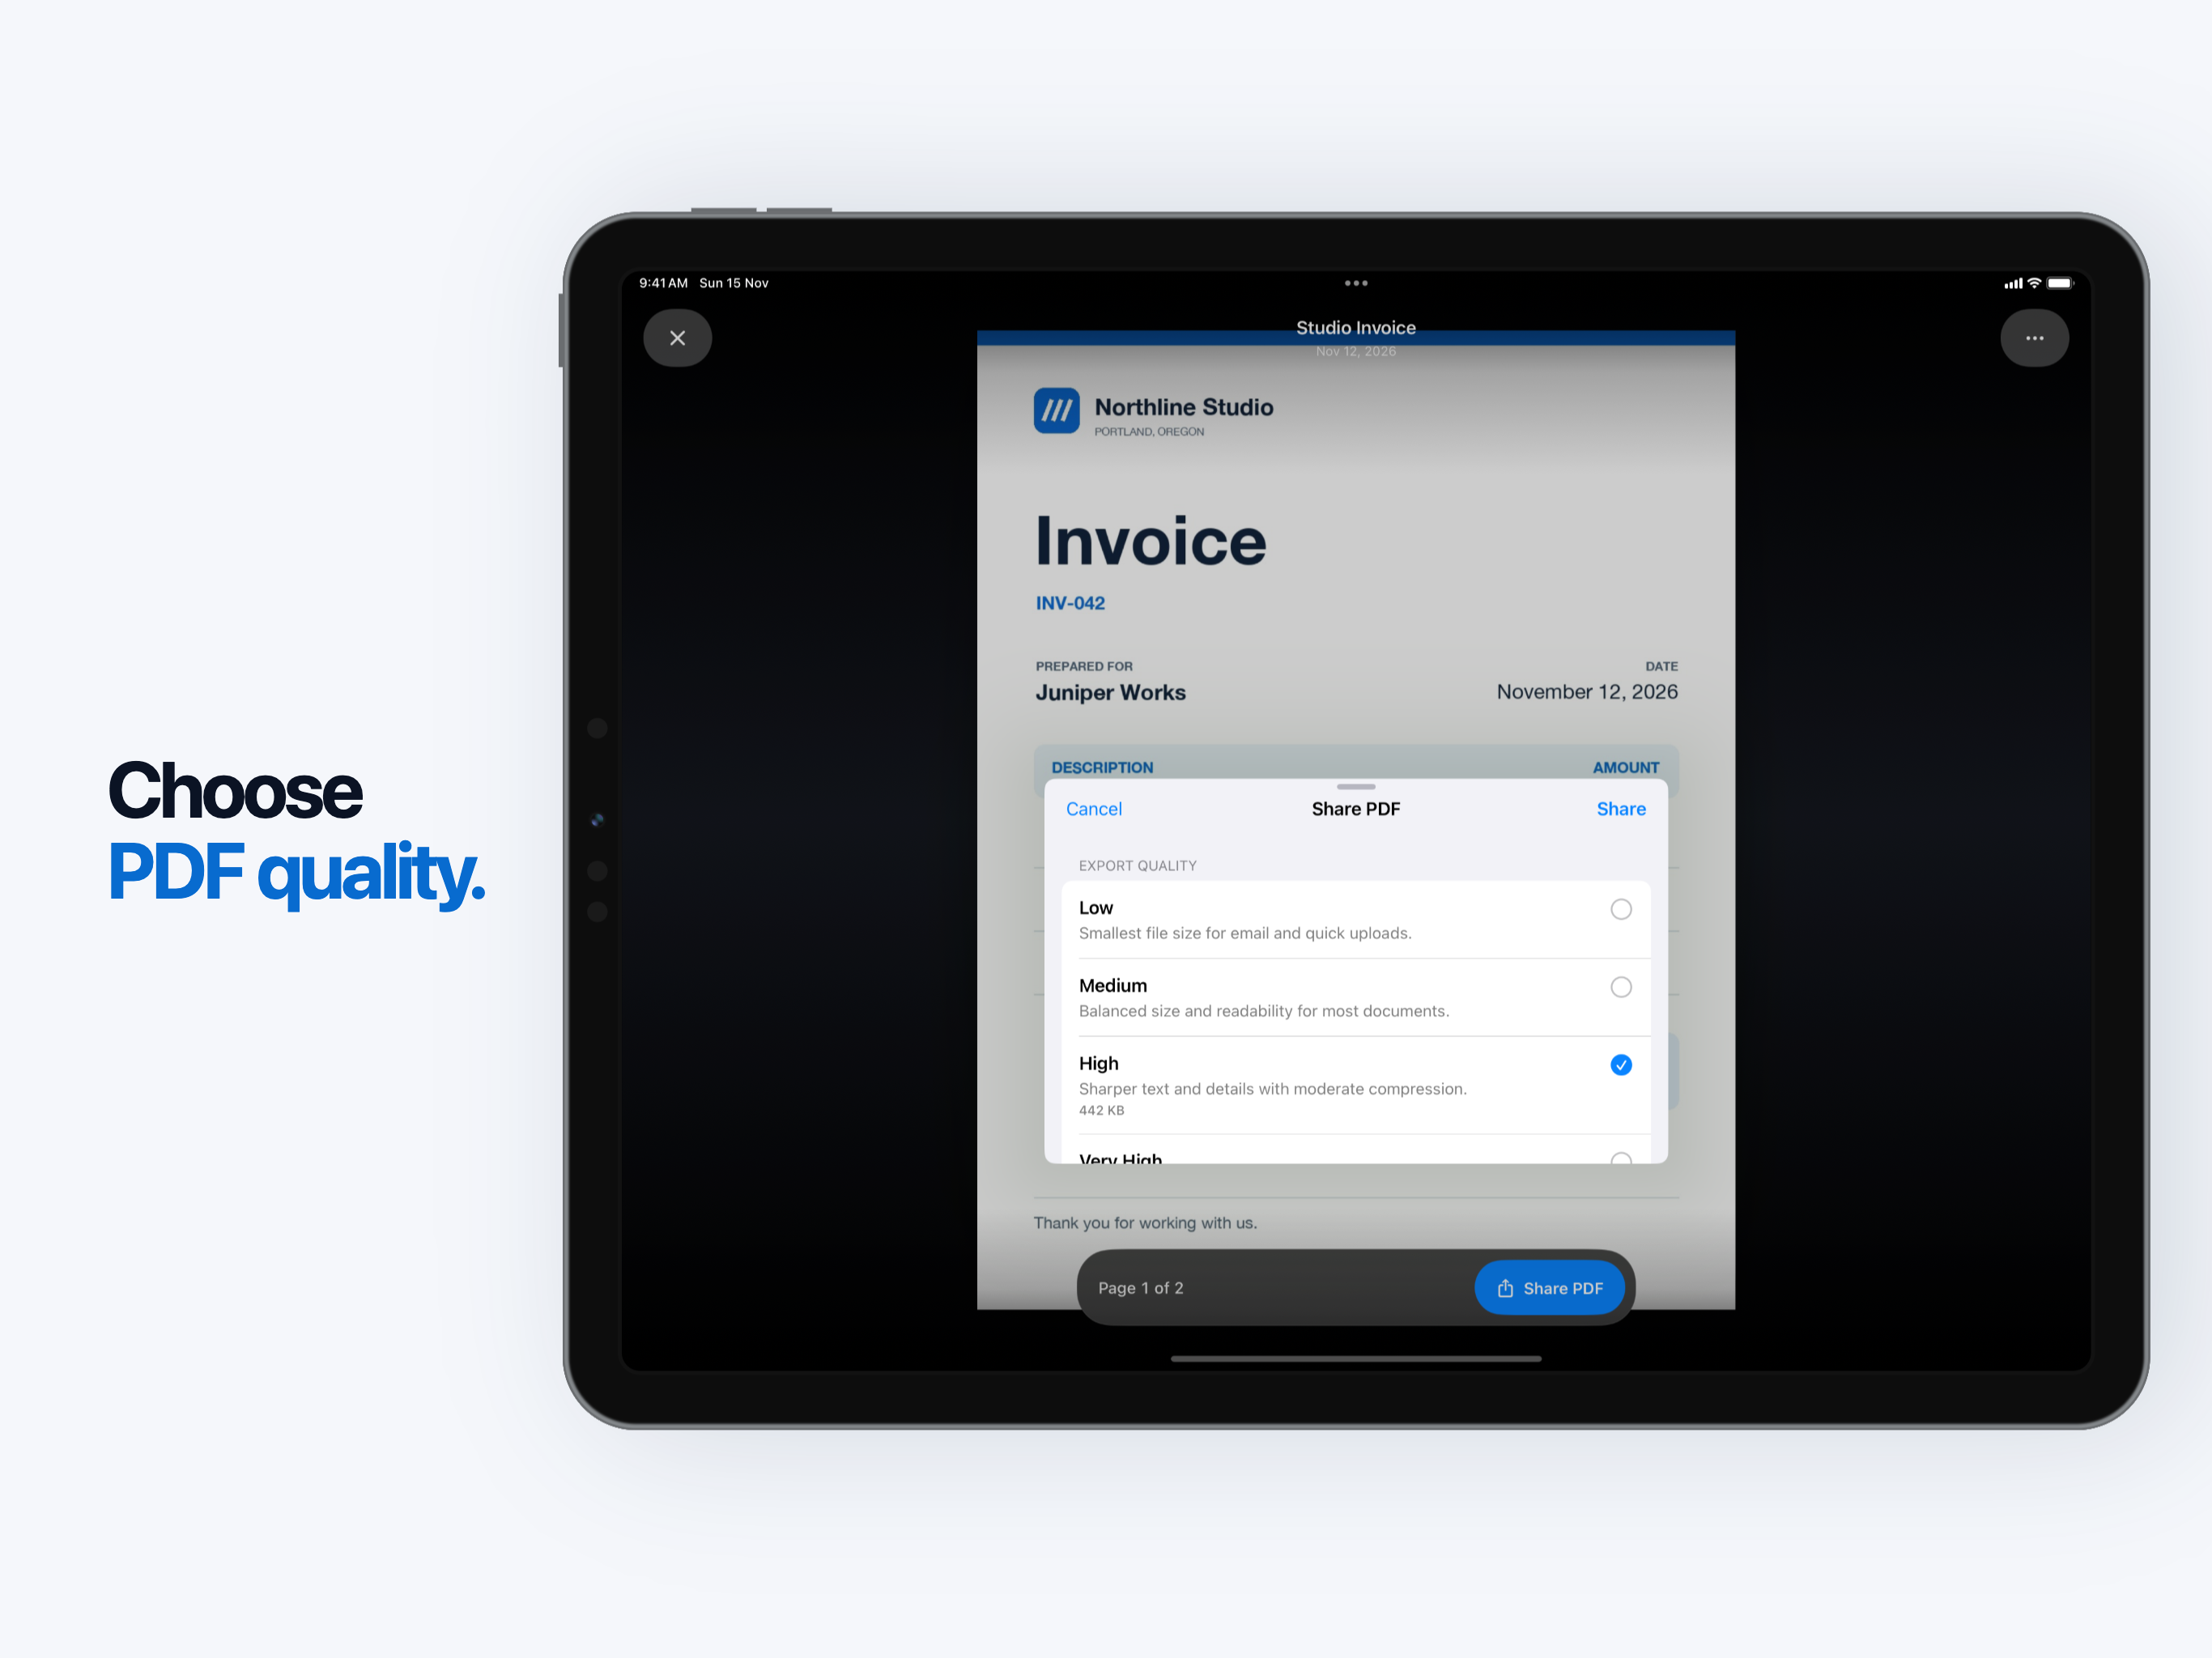 Choose
PDF quality.
9:41 AM Sun 15 Nov
Studio Invoice
Nov 12, 2026
Northline Studio
PORTLAND, OREGON
Invoice
INV-042
PREPARED FOR
DATE
Juniper Works
November 12, 2026
DESCRIPTION
AMOUNT
Cancel
Share PDF
Share
EXPORT QUALITY
Low
Smallest file size for email and quick uploads.
Medium
Balanced size and readability for most documents.
High
Sharper text and details with moderate compression.
442 KB
Very High
Thank you for working with us.
Page 1 of 2
Share PDF